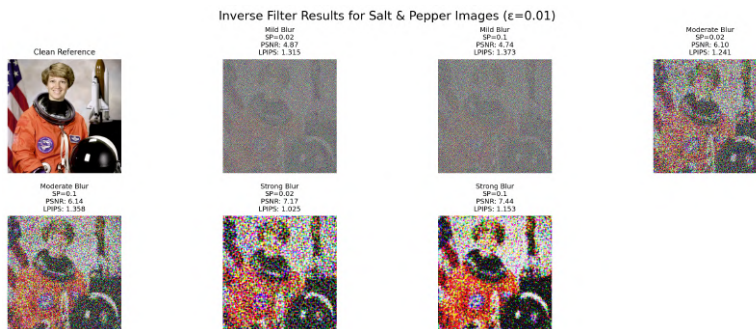 Inverse Filter Results for Salt & Pepper Images (ε=0.01)
Clean Reference
Mild Blur
SP=0.02
PSNR: 4.87
LPIPS: 1.315
Mild Blur
SP=0.1
PSNR: 4.74
LPIPS: 1.373
Moderate Blur
SP=0.02
PSNR: 6.10
LPIPS: 1.241
Moderate Blur
SP=0.1
PSNR: 6.14
LPIPS: 1.358
Strong Blur
SP=0.02
PSNR: 7.17
LPIPS: 1.025
Strong Blur
SP=0.1
PSNR: 7.44
LPIPS: 1.153